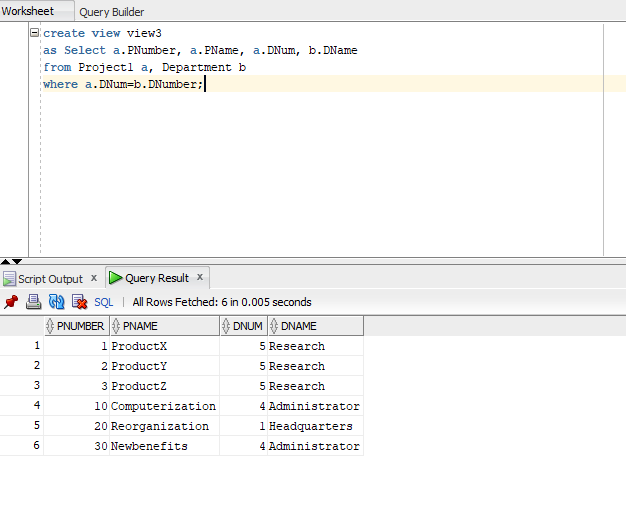 Worksheet Query Builder
create view view3
as Select a.PNumber, a.PName, a.DNum, b.DName
from Project1 a, Department b
where a.DNum=b.DNumber;
Script Output x Query Result x
SQL | All Rows Fetched: 6 in 0.005 seconds
PNUMBER PNAME DNUM DNAME
1 1 ProductX 5 Research
2 2 ProductY 5 Research
3 3 ProductZ 5 Research
4 10 Computerization 4 Administrator
5 20 Reorganization 1 Headquarters
6 30 Newbenefits 4 Administrator